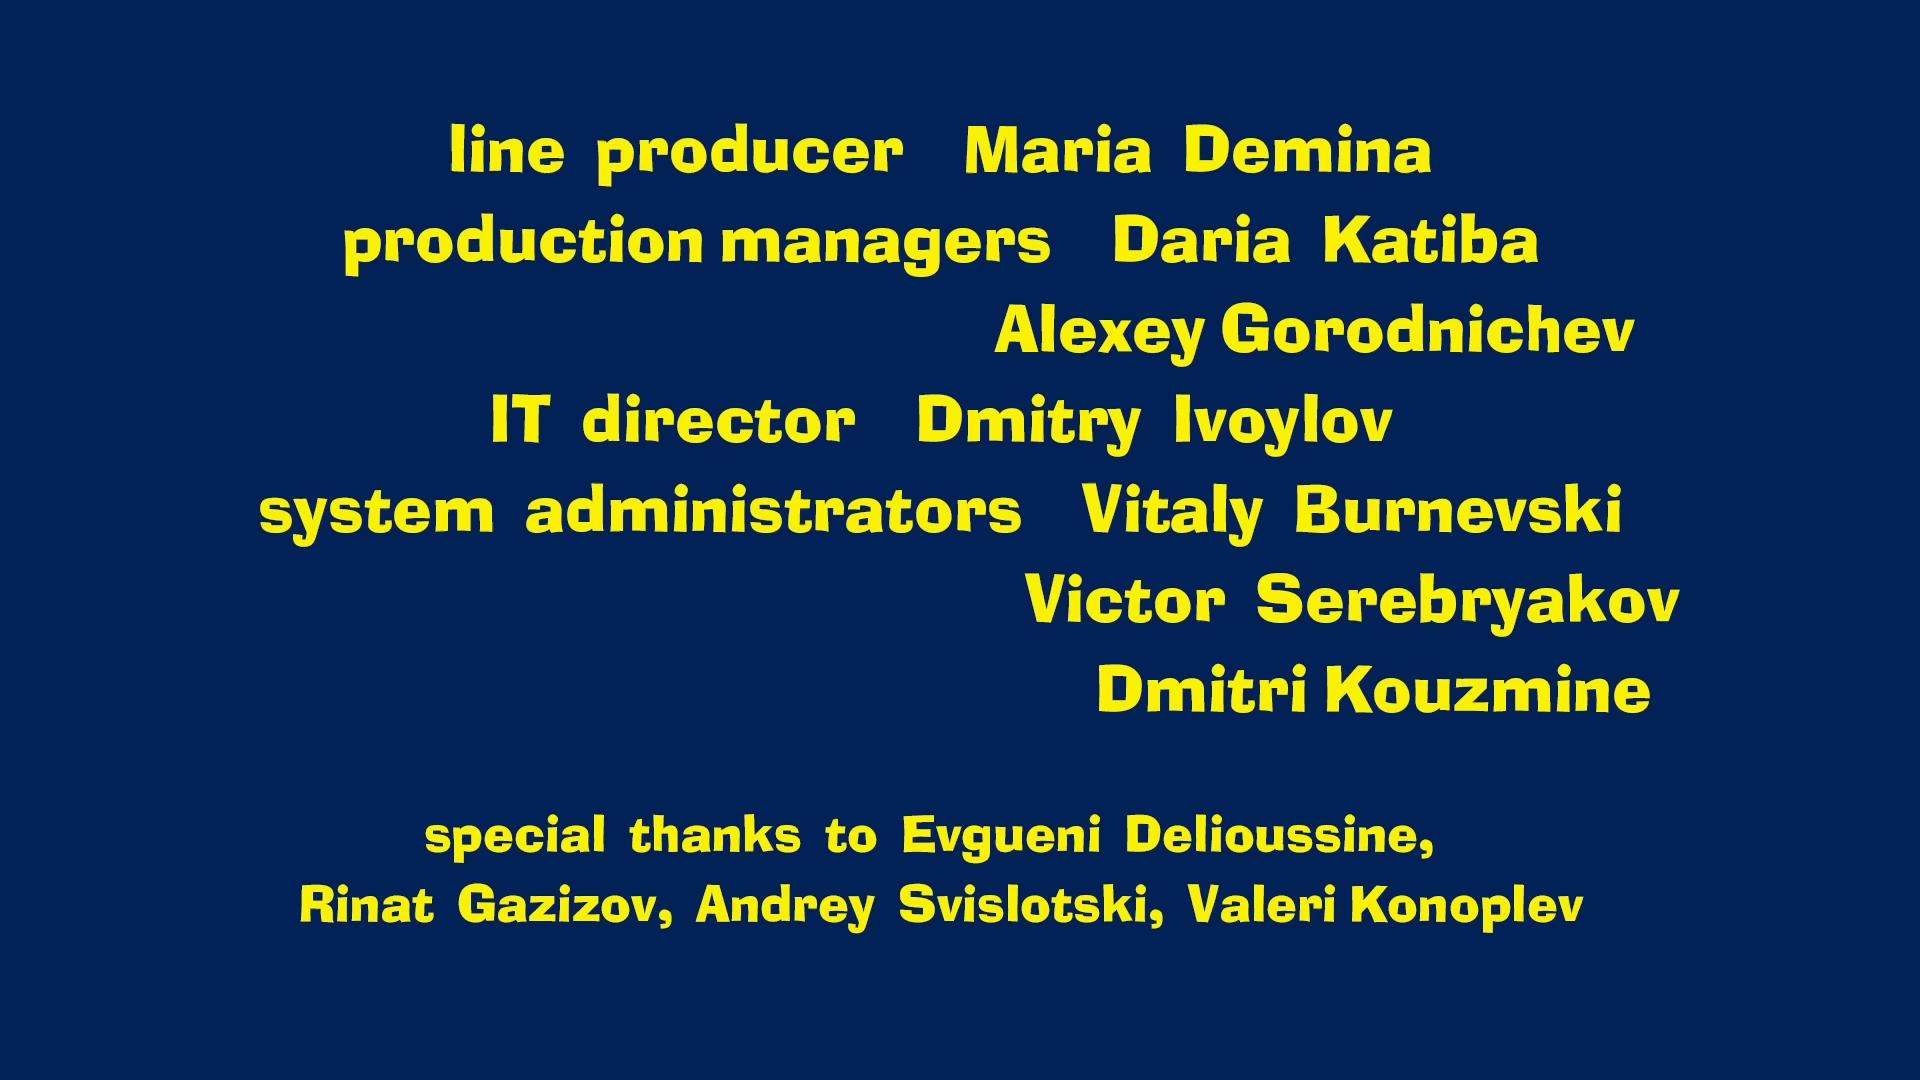 line producer Maria Demina
production managers Daria Katiba
Alexey Gorodnichev
IT director Dmitry Ivoylov
system administrators Vitaly Burnevski
Victor Serebryakov
Dmitri Kouzmine
special thanks to Evgueni Delioussine,
Rinat Gazizov, Andrey Svislotski, Valeri Konoplev